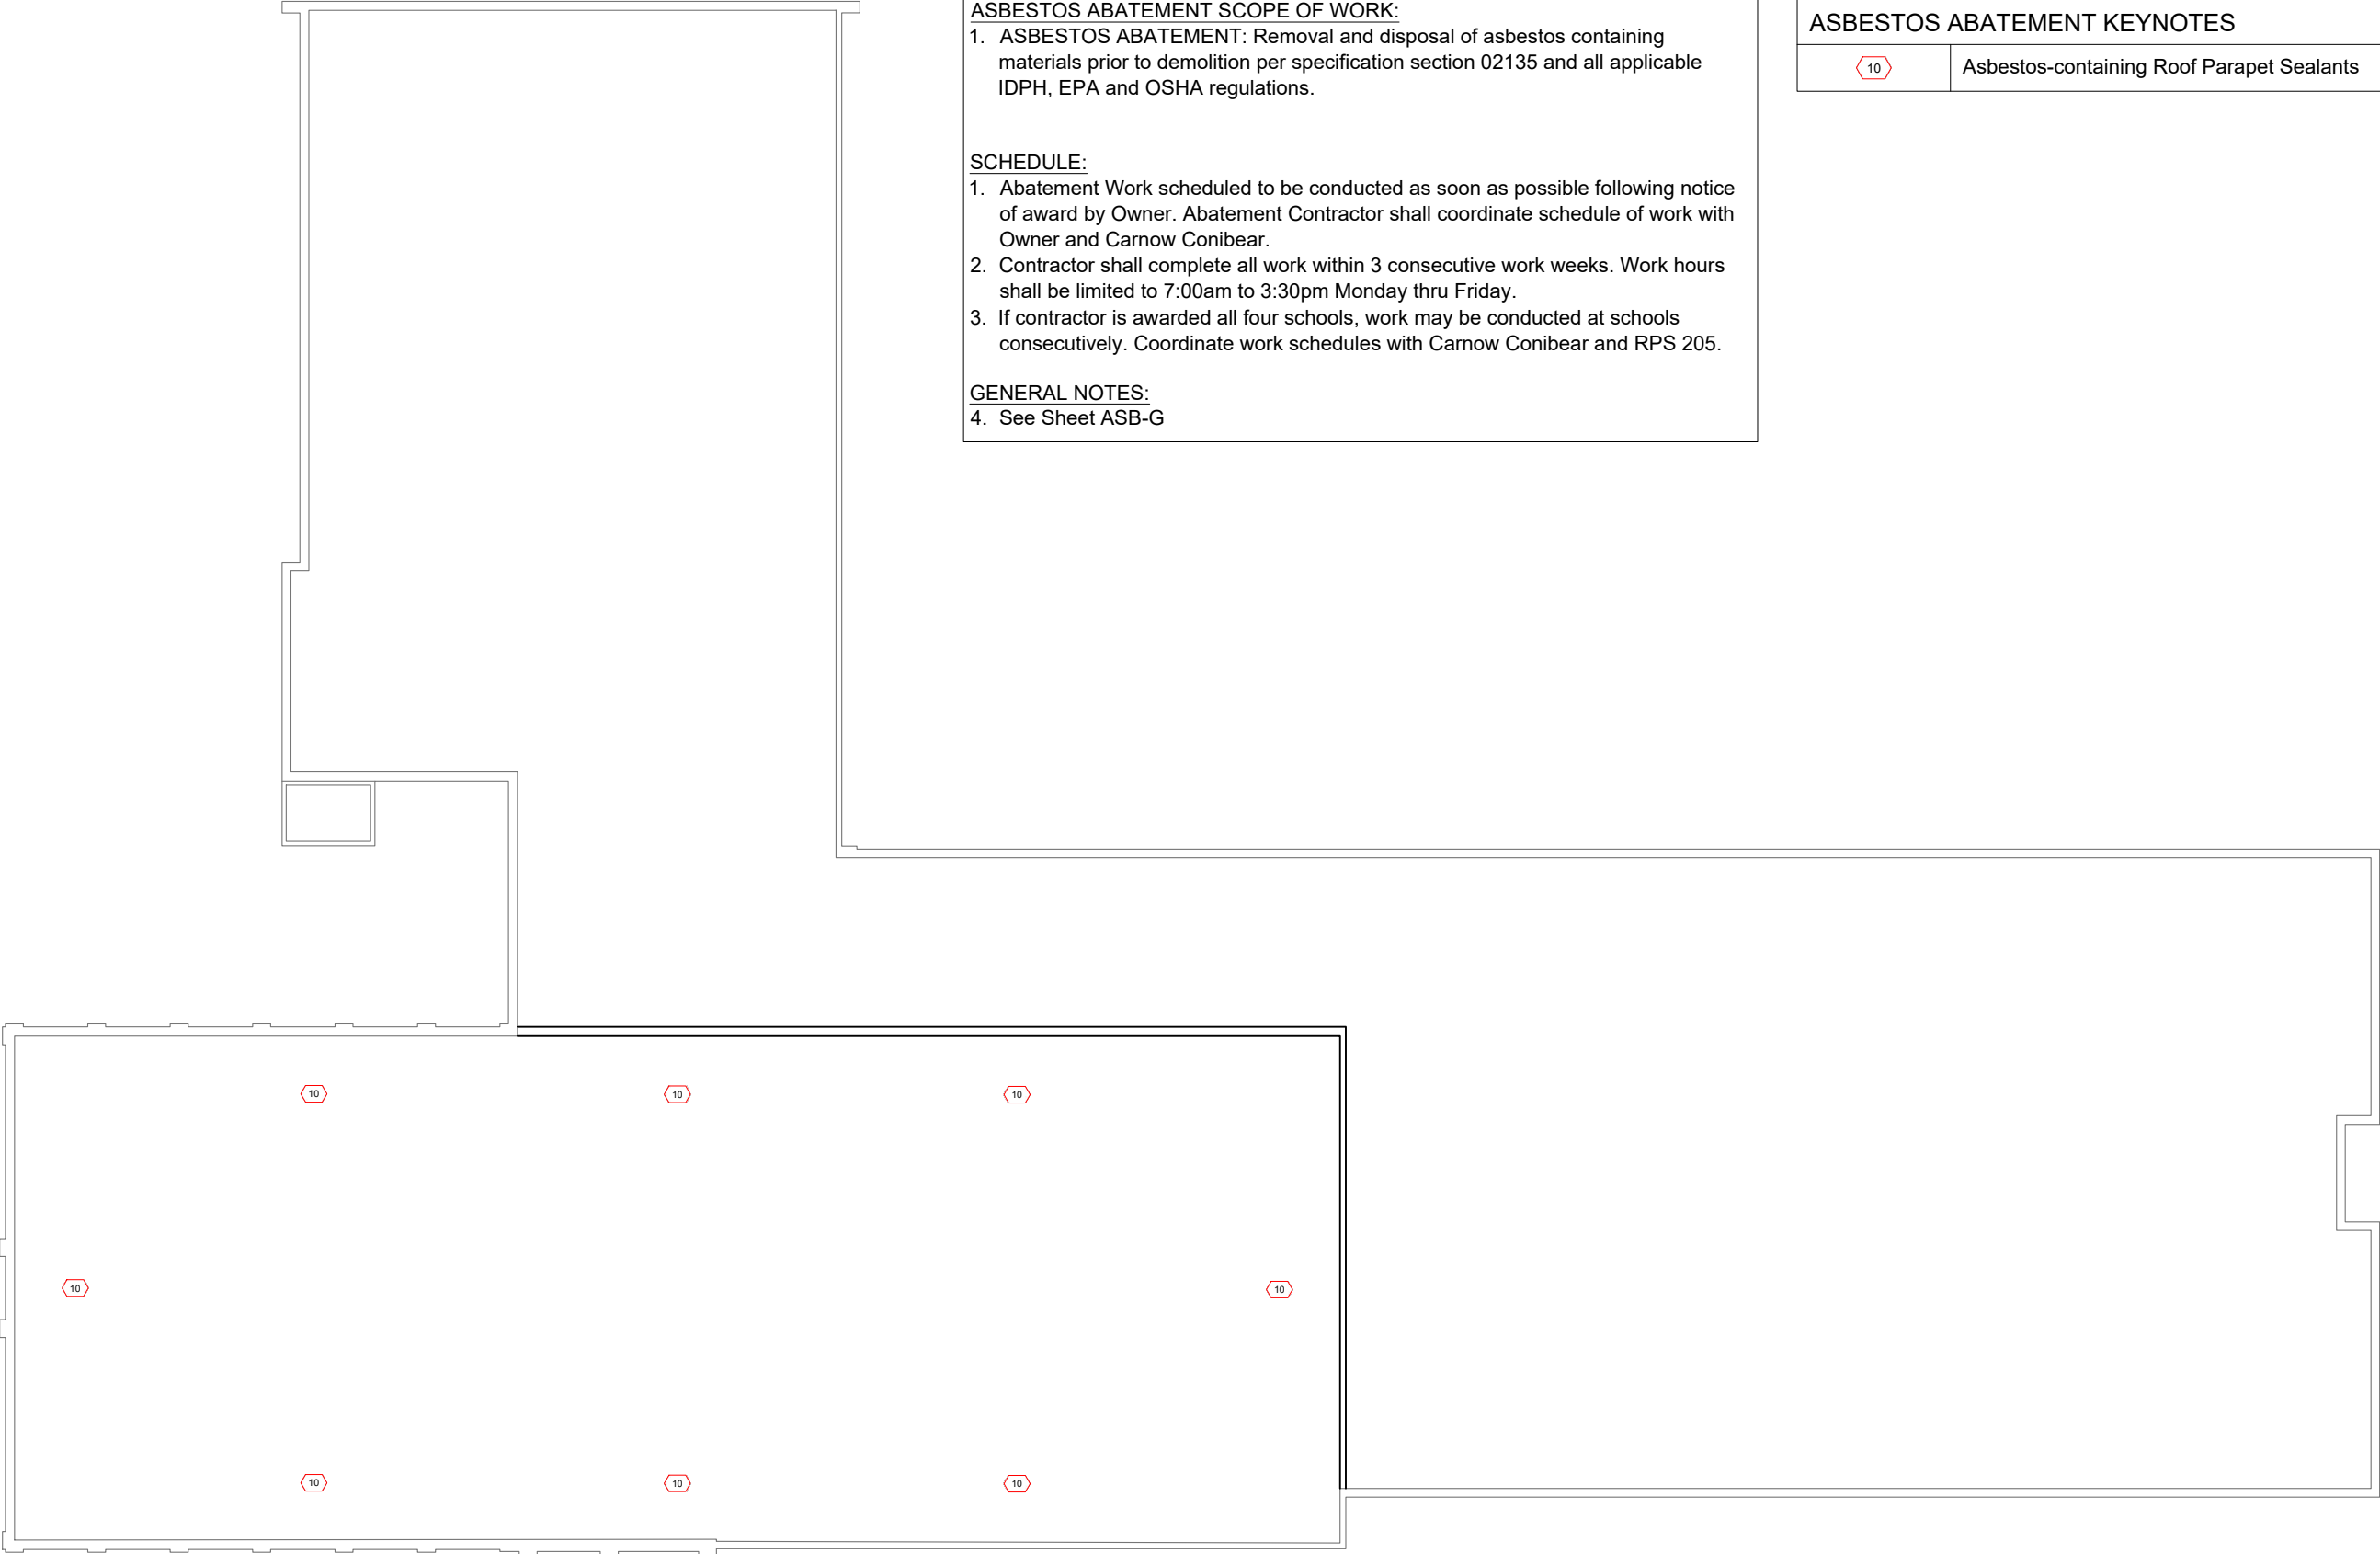 ASBESTOS ABATEMENT SCOPE OF WORK:
1. ASBESTOS ABATEMENT: Removal and disposal of asbestos containing
materials prior to demolition per specification section 02135 and all applicable
IDPH, EPA and OSHA regulations.
SCHEDULE:
1. Abatement Work scheduled to be conducted as soon as possible following notice
of award by Owner. Abatement Contractor shall coordinate schedule of work with
Owner and Carnow Conibear.
2. Contractor shall complete all work within 3 consecutive work weeks. Work hours
shall be limited to 7:00am to 3:30pm Monday thru Friday.
3. If contractor is awarded all four schools, work may be conducted at schools
consecutively. Coordinate work schedules with Carnow Conibear and RPS 205.
GENERAL NOTES:
4. See Sheet ASB-G
ASBESTOS ABATEMENT KEYNOTES
10 Asbestos-containing Roof Parapet Sealants
10 10 10
10 10
10 10 10